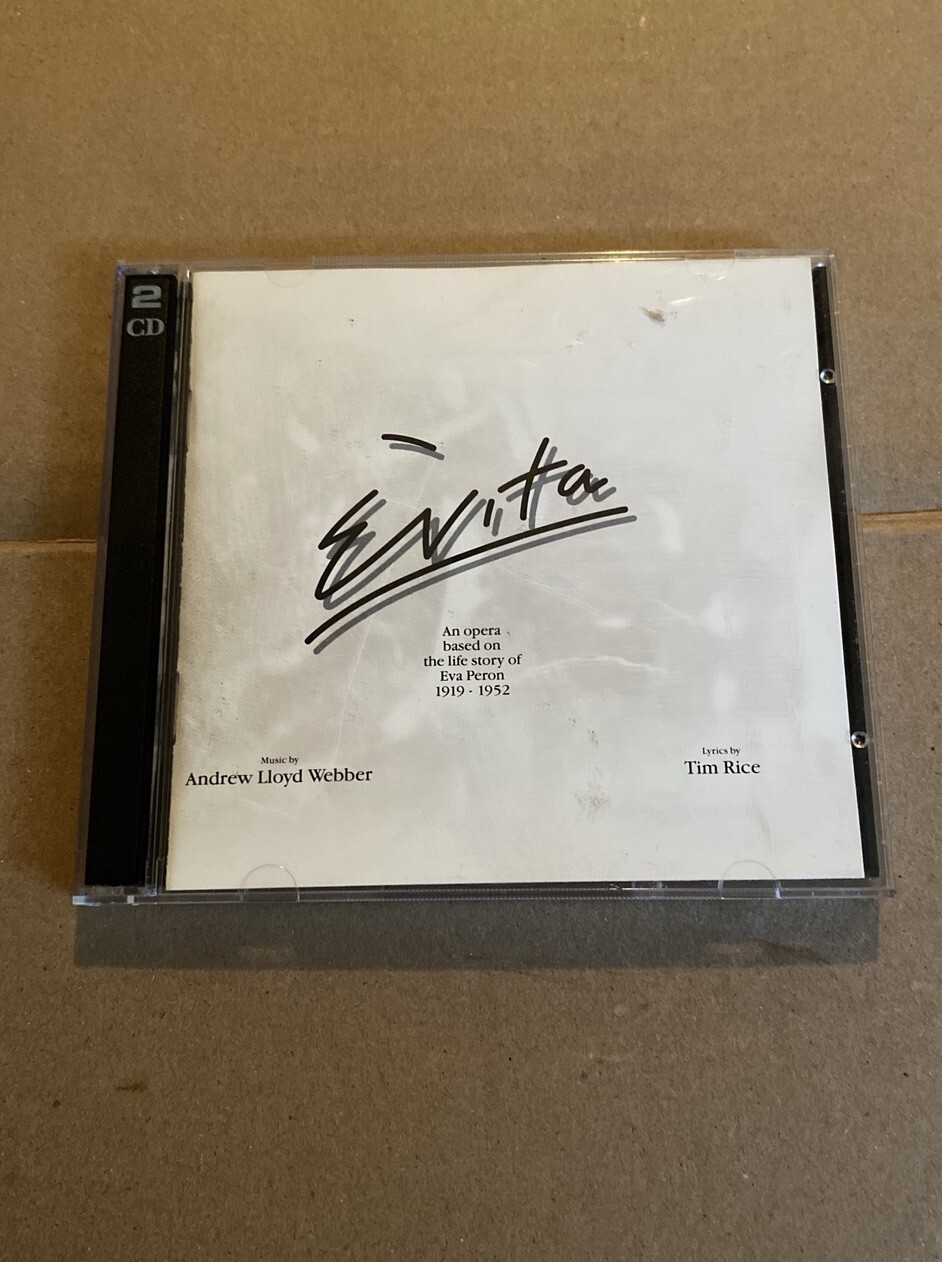 2
CD
Evita
An opera
based on
the life story of
Eva Peron
1919 - 1952
Music by
Andrew Lloyd Webber
Lyrics by
Tim Rice